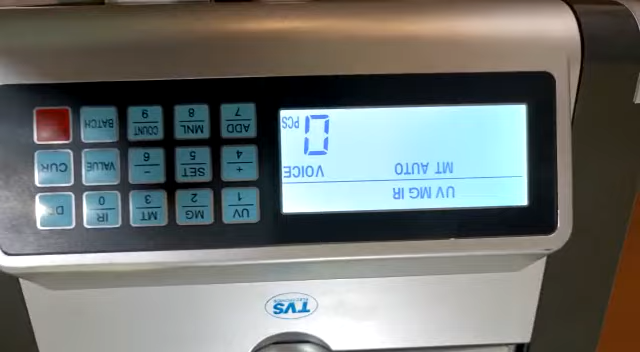 TVS
ELECTRONICS
UV MG IR
MT AUTO VOICE
0 PCS
UV MG MT IR
1 2 3 0
+ SET - VALUE CUR
4 5 6
ADD MNL COUNT BATCH
7 8 9